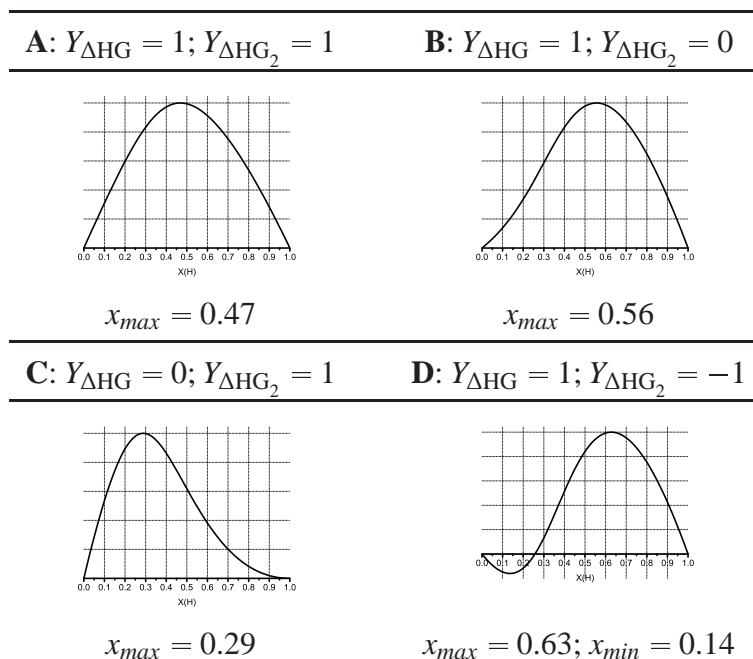 A: Y_ΔHG = 1; Y_ΔHG₂ = 1 B: Y_ΔHG = 1; Y_ΔHG₂ = 0
0.0 0.1 0.2 0.3 0.4 0.5 0.6 0.7 0.8 0.9 1.0 0.0 0.1 0.2 0.3 0.4 0.5 0.6 0.7 0.8 0.9 1.0
X(H) X(H)
x_max = 0.47 x_max = 0.56
C: Y_ΔHG = 0; Y_ΔHG₂ = 1 D: Y_ΔHG = 1; Y_ΔHG₂ = −1
0.0 0.1 0.2 0.3 0.4 0.5 0.6 0.7 0.8 0.9 1.0 0.0 0.1 0.2 0.3 0.4 0.5 0.6 0.7 0.8 0.9 1.0
X(H) X(H)
x_max = 0.29 x_max = 0.63; x_min = 0.14